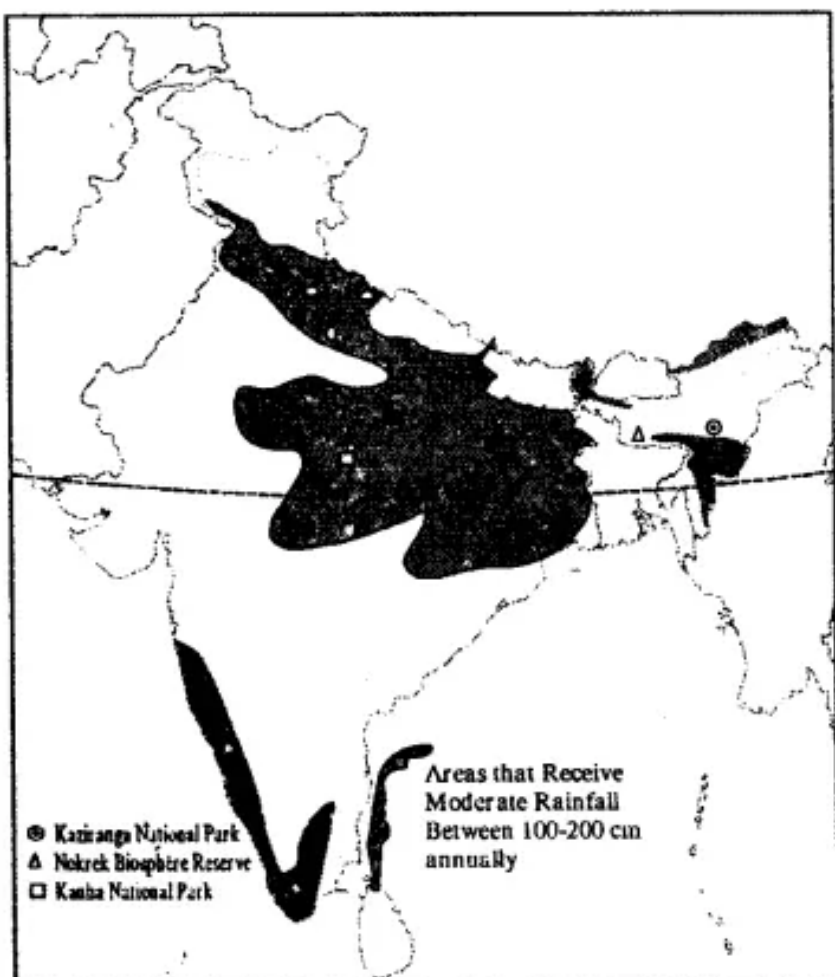 Areas that Receive
Moderate Rainfall
Between 100-200 cm
annually
Kaziranga National Park
Nokrek Biosphere Reserve
Kanha National Park